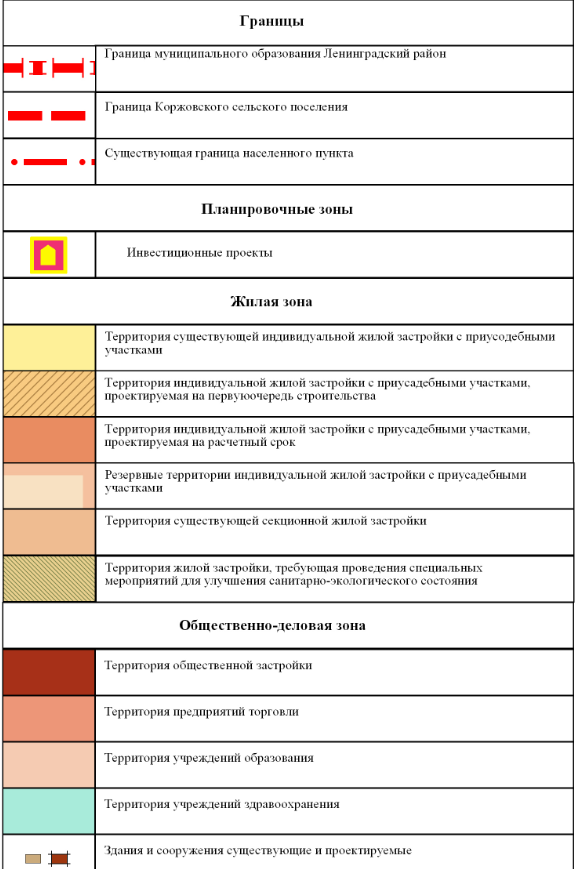 Границы
Граница муниципального образования Ленинградский район
Граница Коржовского сельского поселения
Существующая граница населенного пункта
Планировочные зоны
Инвестиционные проекты
Жилая зона
Территория существующей индивидуальной жилой застройки с приусодебными
участками
Территория индивидуальной жилой застройки с приусадебными участками,
проектируемая на первуюочередь строительства
Территория индивидуальной жилой застройки с приусадебными участками,
проектируемая на расчетный срок
Резервные территории индивидуальной жилой застройки с приусадебными
участками
Территория существующей секционной жилой застройки
Территория жилой застройки, требующая проведения специальных
мероприятий для улучшения санитарно-экологического состояния
Общественно-деловая зона
Территория общественной застройки
Территория предприятий торговли
Территория учреждений образования
Территория учреждений здравоохранения
Здания и сооружения существующие и проектируемые